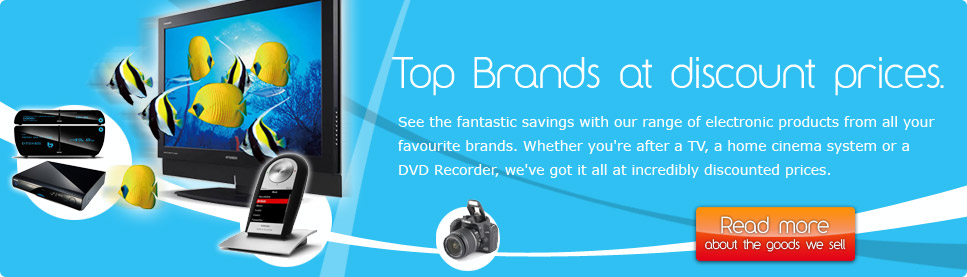 Top Brands at discount prices.
See the fantastic savings with our range of electronic products from all your
favourite brands. Whether you're after a TV, a home cinema system or a
DVD Recorder, we've got it all at incredibly discounted prices.
Read more
about the goods we sell